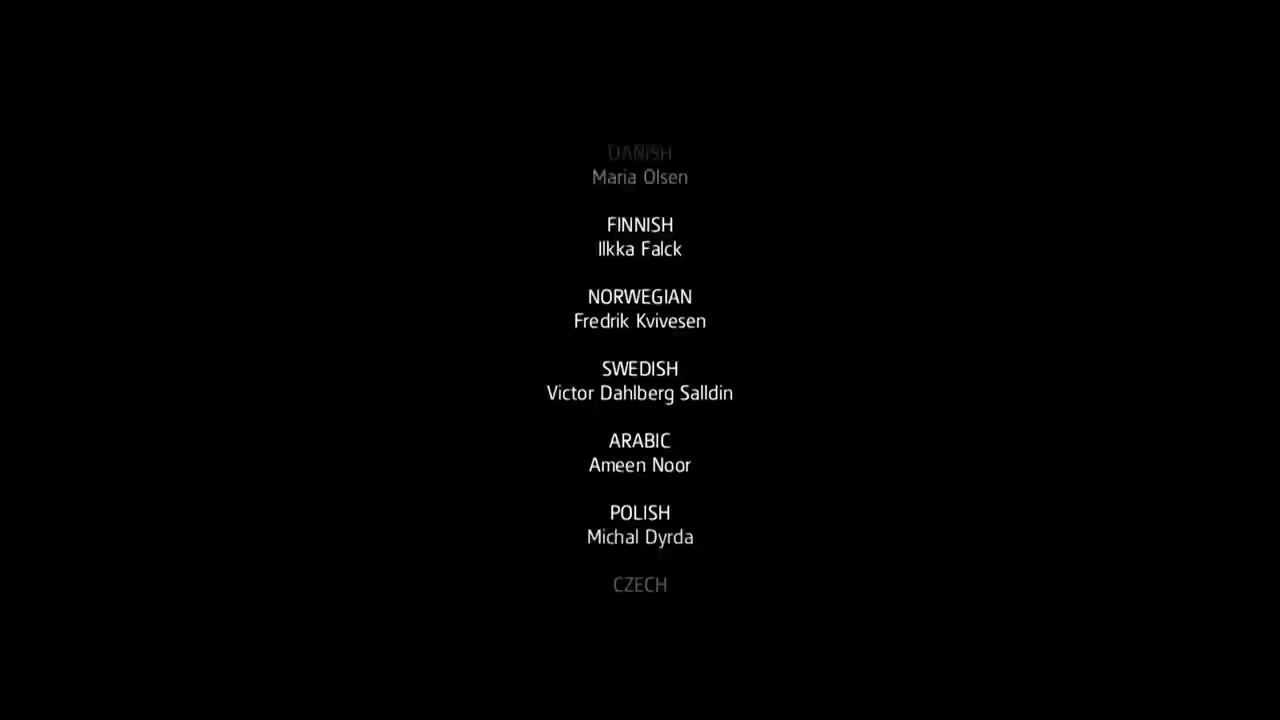 DANISH
Maria Olsen
FINNISH
Ilkka Falck
NORWEGIAN
Fredrik Kvivesen
SWEDISH
Victor Dahlberg Salldin
ARABIC
Ameen Noor
POLISH
Michal Dyrda
CZECH